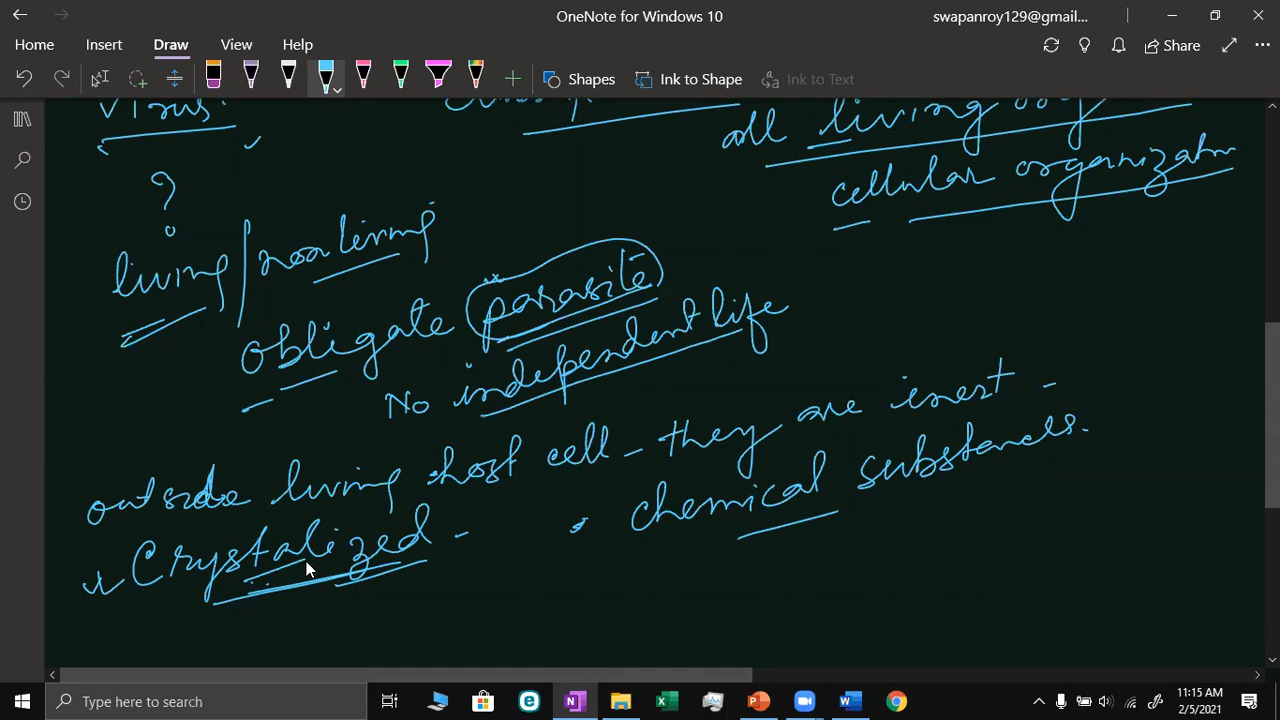 OneNote for Windows 10
swapanroy129@gmail...
Home Insert Draw View Help
Share
Shapes Ink to Shape Ink to Text
virus.
all living
cellular organization
?
living/non living
obligate parasite
No independent life
outside living host cell - they are inert -
chemical substances.
Crystalized -
Type here to search
11:15 AM
2/5/2021